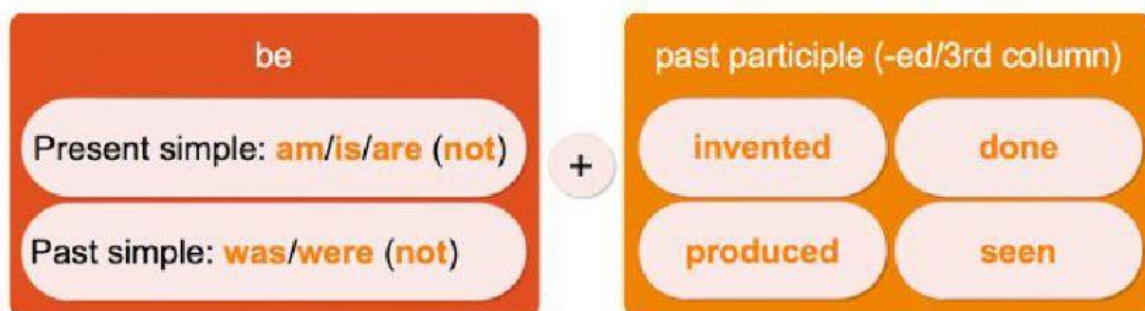 be
Present simple: am/is/are (not)
Past simple: was/were (not)
+
past participle (-ed/3rd column)
invented done
produced seen